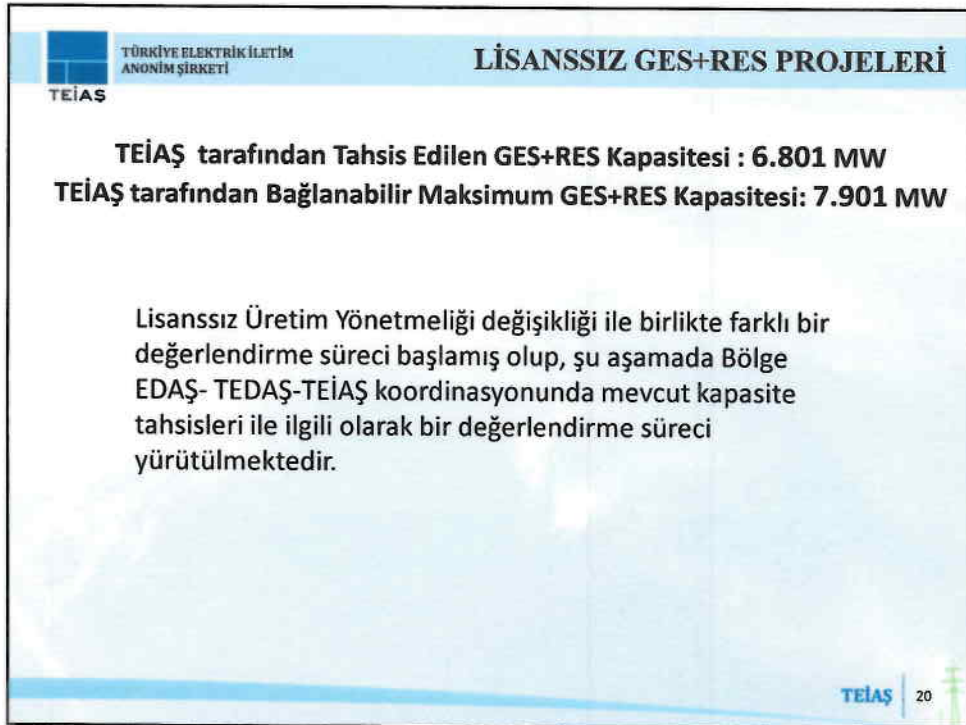 TÜRKİYE ELEKTRİK İLETİM
ANONİM ŞİRKETİ
TEİAŞ
LİSANSSIZ GES+RES PROJELERİ
TEİAŞ tarafından Tahsis Edilen GES+RES Kapasitesi : 6.801 MW
TEİAŞ tarafından Bağlanabilir Maksimum GES+RES Kapasitesi: 7.901 MW
Lisanssız Üretim Yönetmeliği değişikliği ile birlikte farklı bir
değerlendirme süreci başlamış olup, şu aşamada Bölge
EDAŞ- TEDAŞ-TEİAŞ koordinasyonunda mevcut kapasite
tahsisleri ile ilgili olarak bir değerlendirme süreci
yürütülmektedir.
TEİAŞ 20